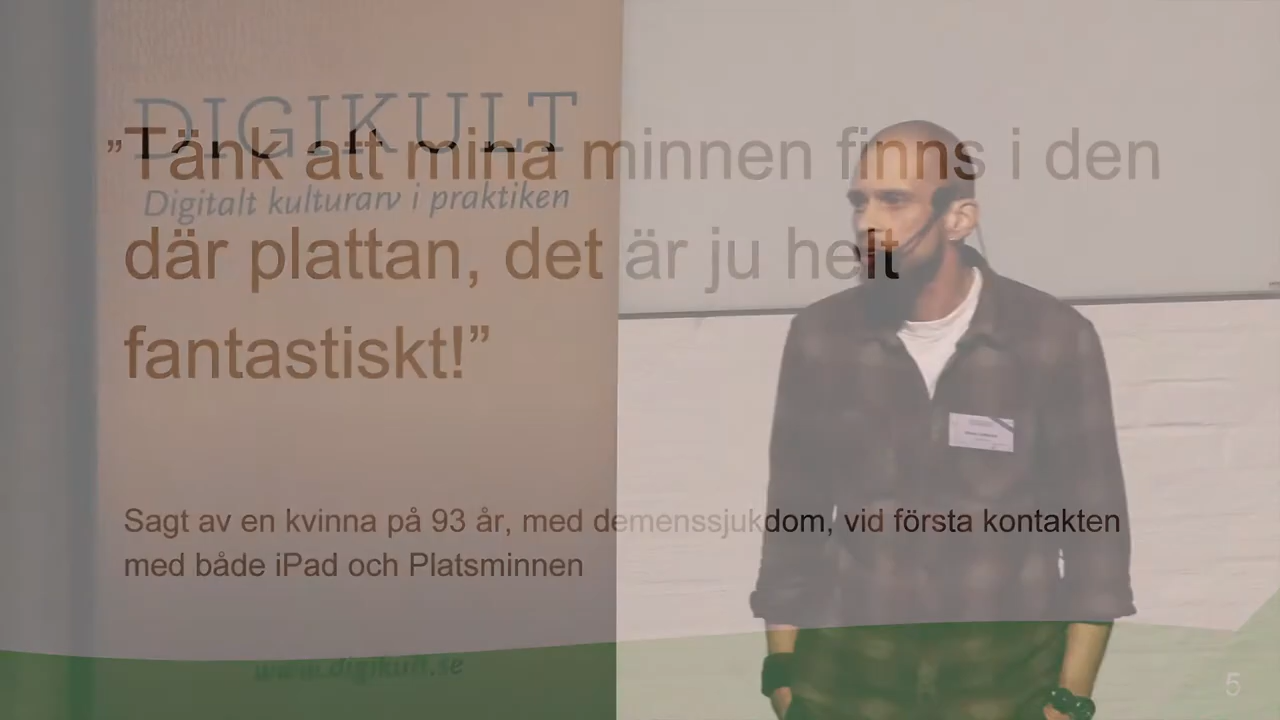 DIGIKULT
Digitalt kulturarv i praktiken
”Tänk att mina minnen finns i den
där plattan, det är ju helt
fantastiskt!”
Sagt av en kvinna på 93 år, med demenssjukdom, vid första kontakten
med både iPad och Platsminnen
www.digikult.se
5